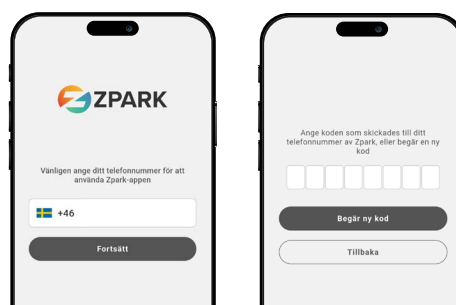 ZPARK
Vänligen ange ditt telefonnummer för att
använda Zpark-appen
+46
Fortsätt
Ange koden som skickades till ditt
telefonnummer av Zpark, eller begär en ny
kod
Begär ny kod
Tillbaka